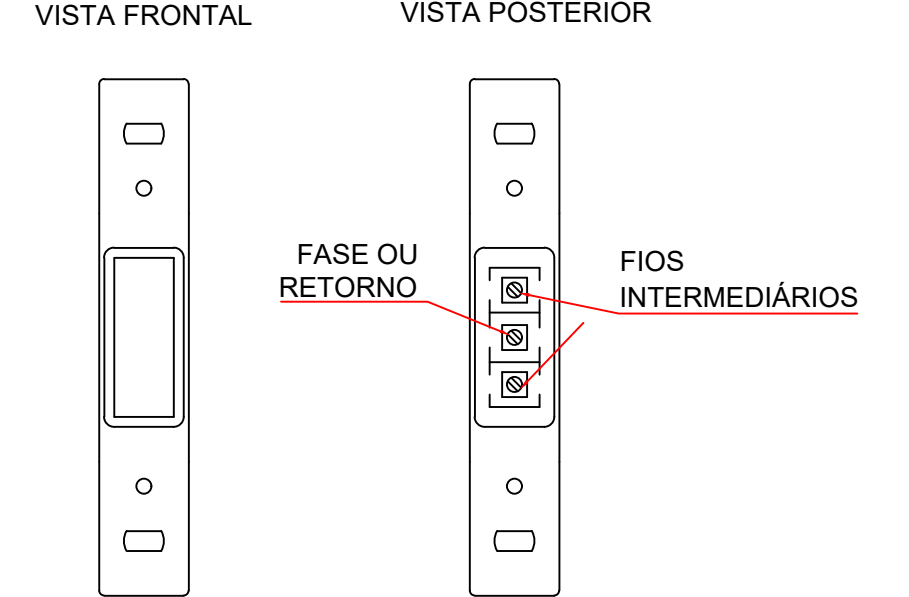 VISTA FRONTAL
VISTA POSTERIOR
FASE OU
RETORNO
FIOS
INTERMEDIÁRIOS